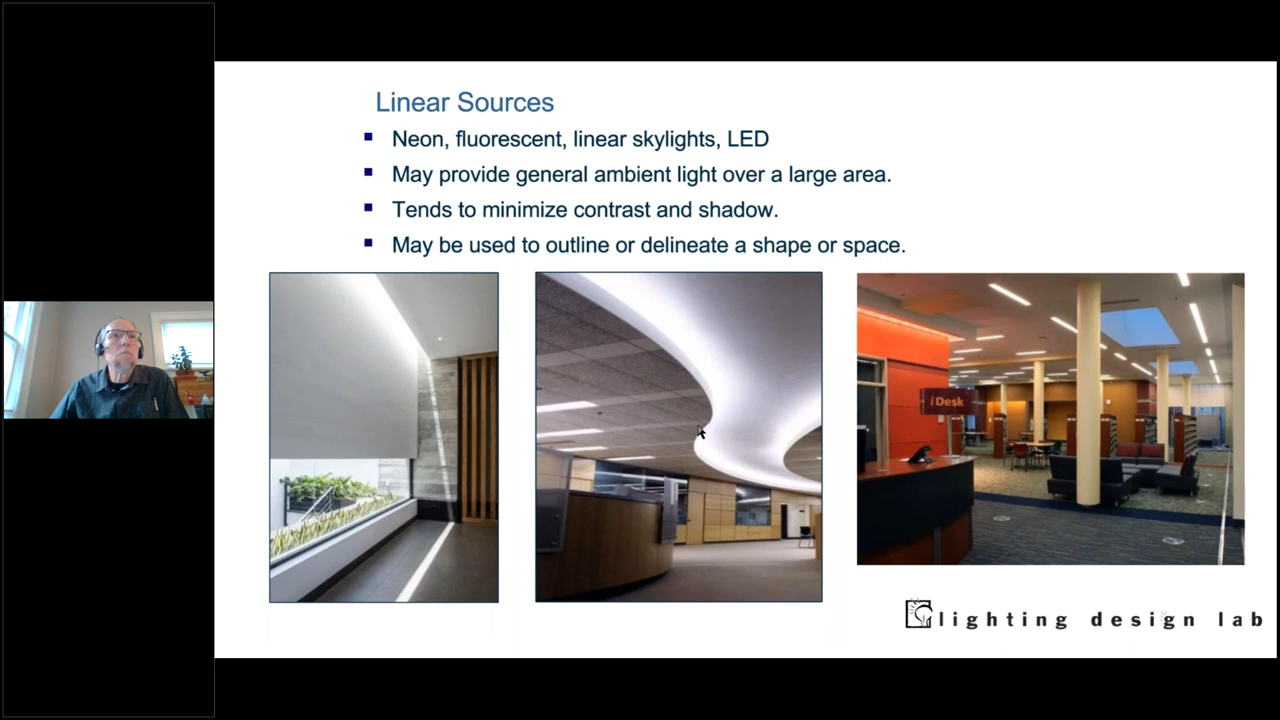 Linear Sources
Neon, fluorescent, linear skylights, LED
May provide general ambient light over a large area.
Tends to minimize contrast and shadow.
May be used to outline or delineate a shape or space.
iDesk
lighting design lab